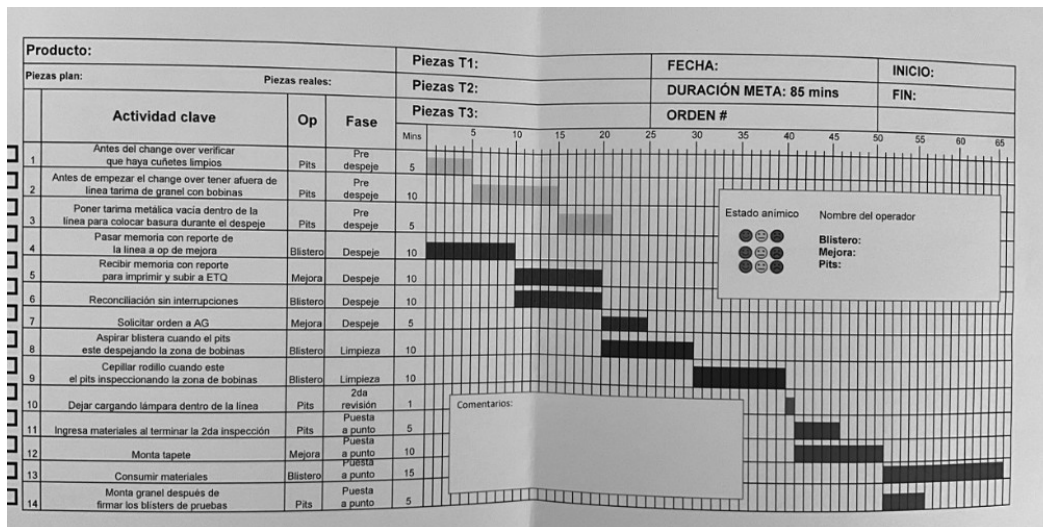 Producto:
Piezas plan: Piezas reales:
Piezas T1: FECHA: INICIO:
Piezas T2: DURACIÓN META: 85 mins FIN:
Piezas T3: ORDEN #
Actividad clave Op Fase Mins 5 10 15 20 25 30 35 40 45 50 55 60 65
1 Antes del change over verificar
que haya cuñetes limpios Pits Pre
despeje 5
2 Antes de empezar el change over tener afuera de
linea tarima de granel con bobinas Pits Pre
despeje 10
3 Poner tarima metálica vacía dentro de la
línea para colocar basura durante el despeje Pits Pre
despeje 5
4 Pasar memoria con reporte de
la linea a op de mejora Blistero Despeje 10
5 Recibir memoria con reporte
para imprimir y subir a ETQ Mejora Despeje 10
6 Reconciliación sin interrupciones Blistero Despeje 10
7 Solicitar orden a AG Mejora Despeje 5
8 Aspirar blistera cuando el pits
este despejando la zona de bobinas Blistero Limpieza 10
9 Cepillar rodillo cuando este
el pits inspeccionando la zona de bobinas Blistero Limpieza 10
10 Dejar cargando lámpara dentro de la línea Pits 2da
revisión 1
11 Ingresa materiales al terminar la 2da inspección Pits Puesta
a punto 5
12 Monta tapete Mejora Puesta
a punto 10
13 Consumir materiales Blistero Puesta
a punto 15
14 Monta granel después de
firmar los blisters de pruebas Pits Puesta
a punto 5
Estado anímico Nombre del operador
Blistero:
Mejora:
Pits:
Comentarios: